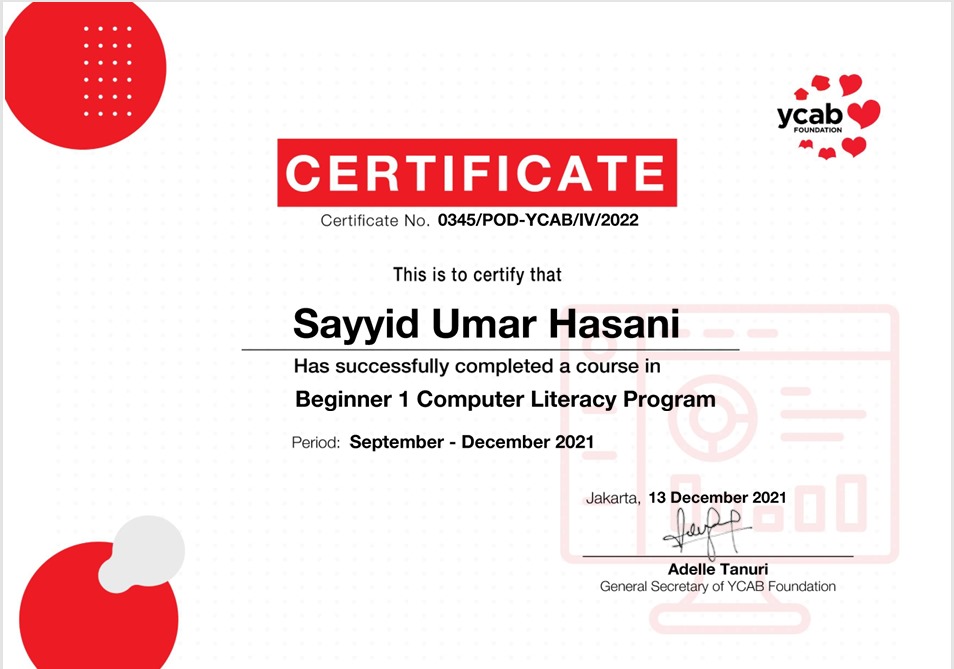 ycab
FOUNDATION
CERTIFICATE
Certificate No. 0345/POD-YCAB/IV/2022
This is to certify that
Sayyid Umar Hasani
Has successfully completed a course in
Beginner 1 Computer Literacy Program
Period: September - December 2021
Jakarta, 13 December 2021
Adelle Tanuri
General Secretary of YCAB Foundation